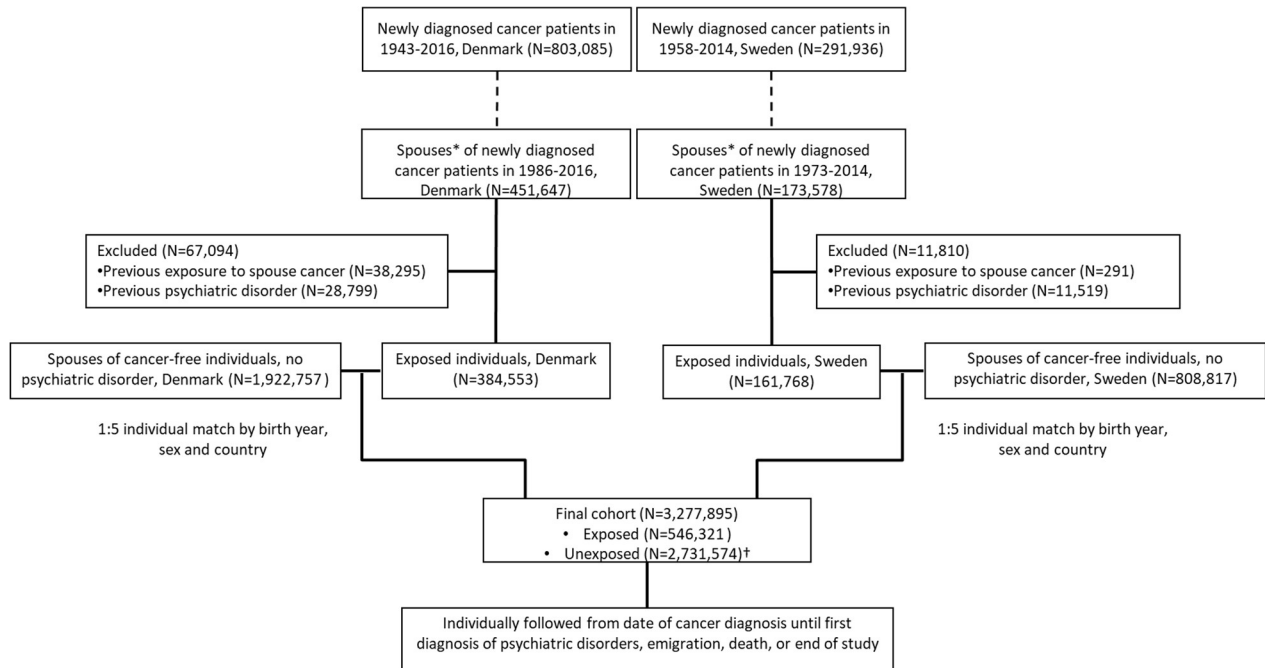 Newly diagnosed cancer patients in
1943-2016, Denmark (N=803,085)
Newly diagnosed cancer patients in
1958-2014, Sweden (N=291,936)
Spouses* of newly diagnosed
cancer patients in 1986-2016,
Denmark (N=451,647)
Spouses* of newly diagnosed
cancer patients in 1973-2014,
Sweden (N=173,578)
Excluded (N=67,094)
•Previous exposure to spouse cancer (N=38,295)
•Previous psychiatric disorder (N=28,799)
Excluded (N=11,810)
•Previous exposure to spouse cancer (N=291)
•Previous psychiatric disorder (N=11,519)
Spouses of cancer-free individuals, no
psychiatric disorder, Denmark (N=1,922,757)
Exposed individuals, Denmark
(N=384,553)
Exposed individuals, Sweden
(N=161,768)
Spouses of cancer-free individuals, no
psychiatric disorder, Sweden (N=808,817)
1:5 individual match by birth year,
sex and country
1:5 individual match by birth year,
sex and country
Final cohort (N=3,277,895)
• Exposed (N=546,321)
• Unexposed (N=2,731,574)†
Individually followed from date of cancer diagnosis until first
diagnosis of psychiatric disorders, emigration, death, or end of study